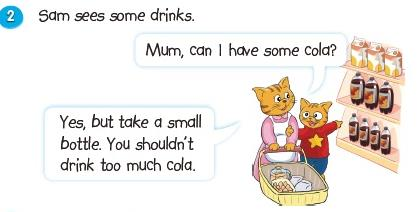 2 Sam sees some drinks.
Mum, can I have some cola?
Yes, but take a small
bottle. You shouldn't
drink too much cola.